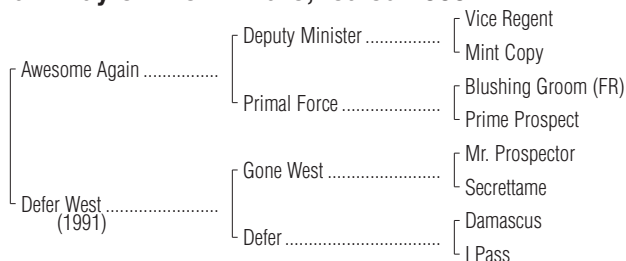 Vice Regent
Deputy Minister ..................
Mint Copy
Awesome Again ..................
Blushing Groom (FR)
Primal Force ........................
Prime Prospect
Mr. Prospector
Gone West ...........................
Secrettame
Defer West ...........................
(1991)
Damascus
Defer .....................................
I Pass